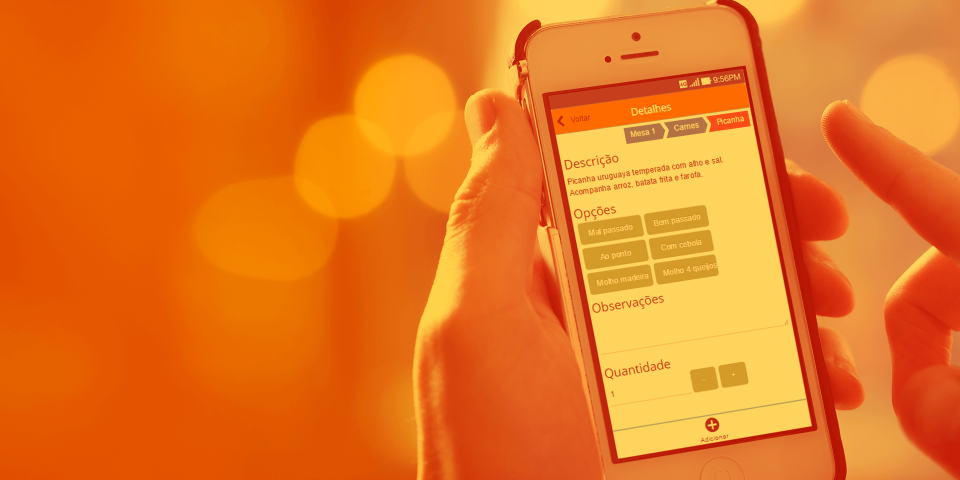 4G 9:56PM
Voltar Detalhes
Mesa 1 Carnes Picanha
Descrição
Picanha uruguaya temperada com alho e sal.
Acompanha arroz, batata frita e farofa.
Opções
Mal passado Bem passado
Ao ponto Com cebola
Molho madeira Molho 4 queijos
Observações
Quantidade
1 - +
Adicionar